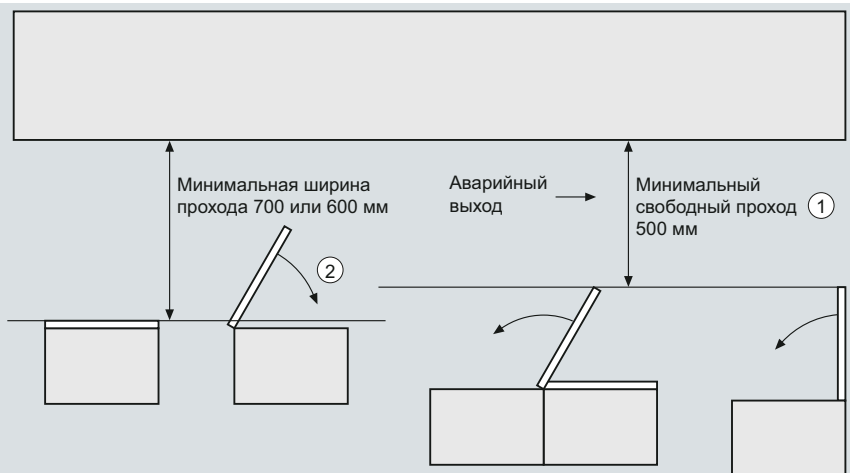 Минимальная ширина
прохода 700 или 600 мм
2
Аварийный
выход
Минимальный
свободный проход 1
500 мм